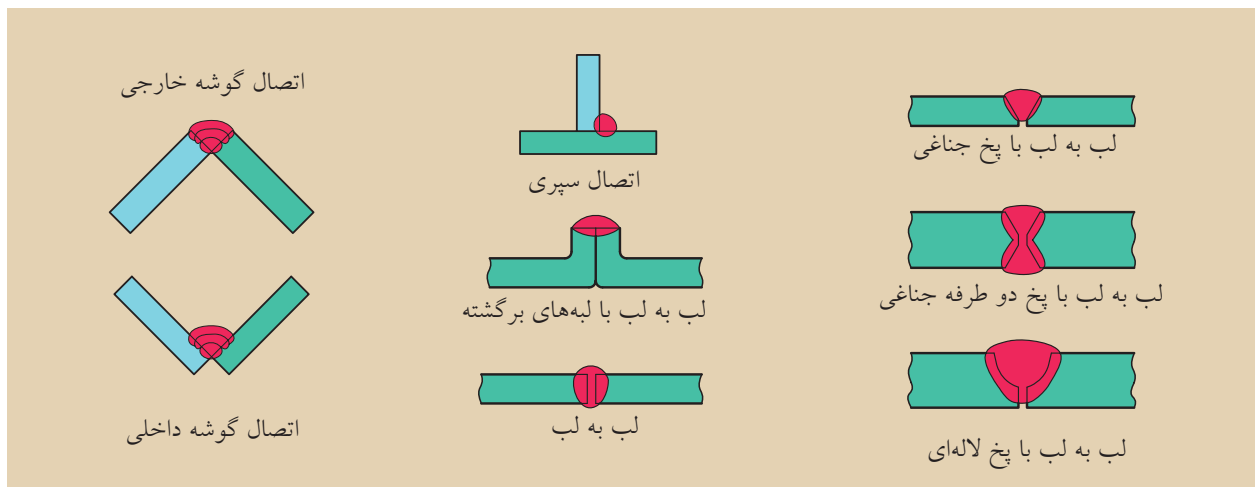 لب به لب با پخ جناغی
لب به لب با پخ دو طرفه جناغی
لب به لب با پخ لاله‌ای
اتصال سپری
لب به لب با لبه‌های برگشته
لب به لب
اتصال گوشه خارجی
اتصال گوشه داخلی